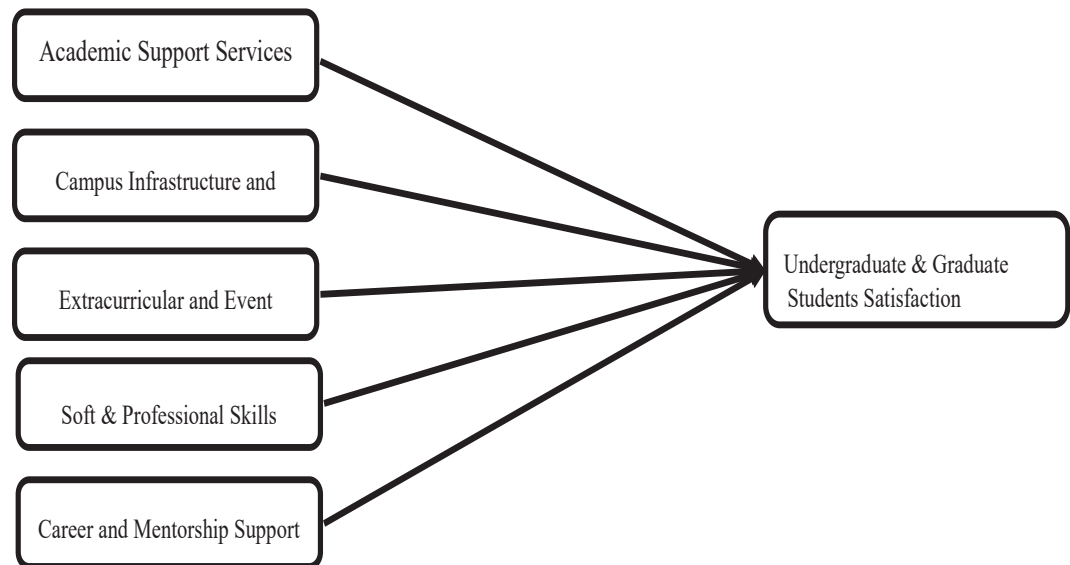 Academic Support Services
Campus Infrastructure and
Extracurricular and Event
Soft & Professional Skills
Career and Mentorship Support
Undergraduate & Graduate
Students Satisfaction